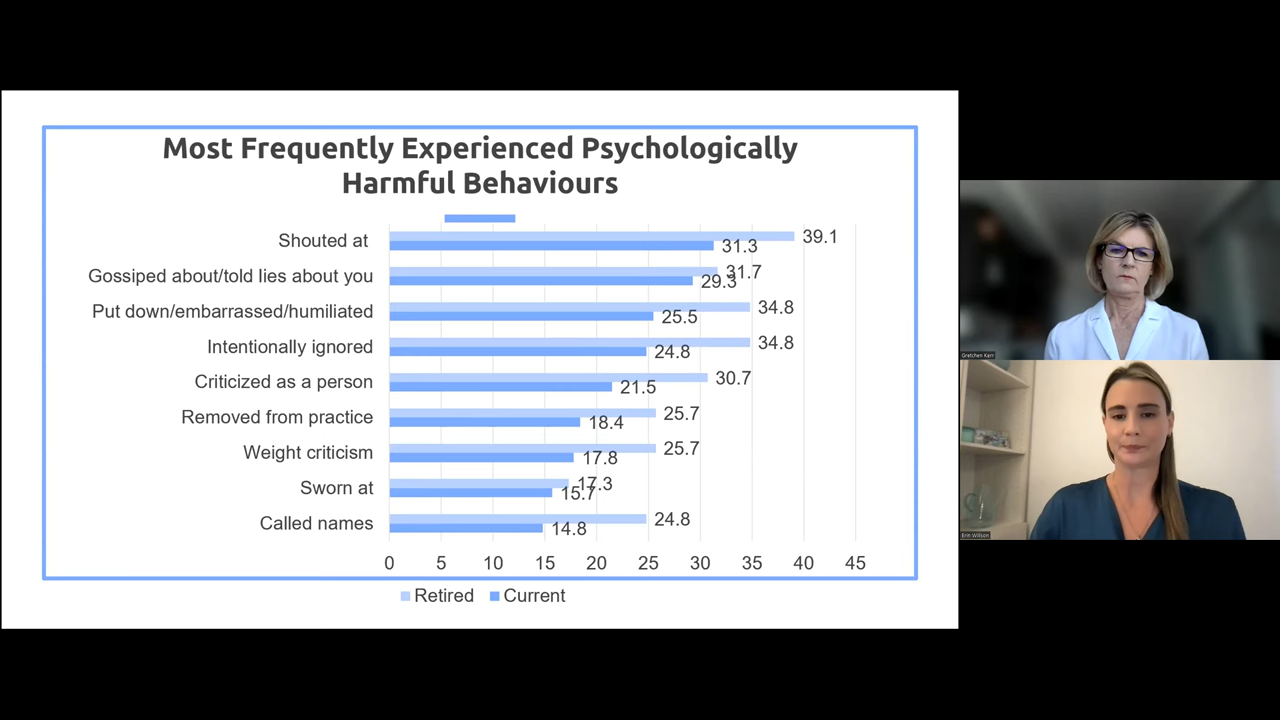 Most Frequently Experienced Psychologically
Harmful Behaviours
Shouted at
39.1
31.3
Gossiped about/told lies about you
31.7
29.3
Put down/embarrassed/humiliated
34.8
25.5
Intentionally ignored
34.8
24.8
Criticized as a person
30.7
21.5
Removed from practice
25.7
18.4
Weight criticism
25.7
17.8
Sworn at
17.3
15.7
Called names
24.8
14.8
0 5 10 15 20 25 30 35 40 45
Retired Current
Gretchen Kerr
Erin Willson